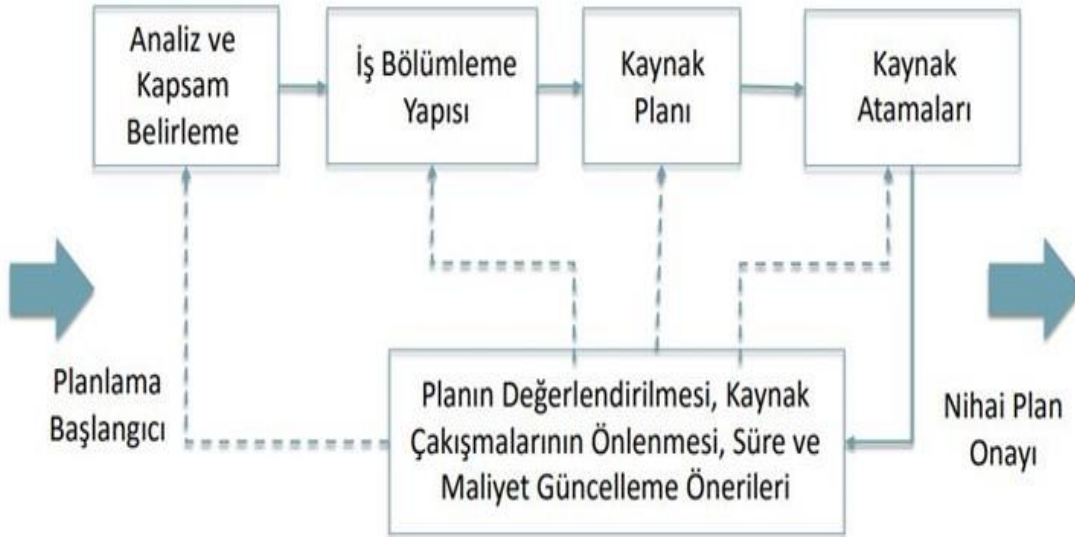 Analiz ve
Kapsam
Belirleme
İş Bölümleme
Yapısı
Kaynak
Planı
Kaynak
Atamaları
Planlama
Başlangıcı
Planın Değerlendirilmesi, Kaynak
Çakışmalarının Önlenmesi, Süre ve
Maliyet Güncelleme Önerileri
Nihai Plan
Onayı